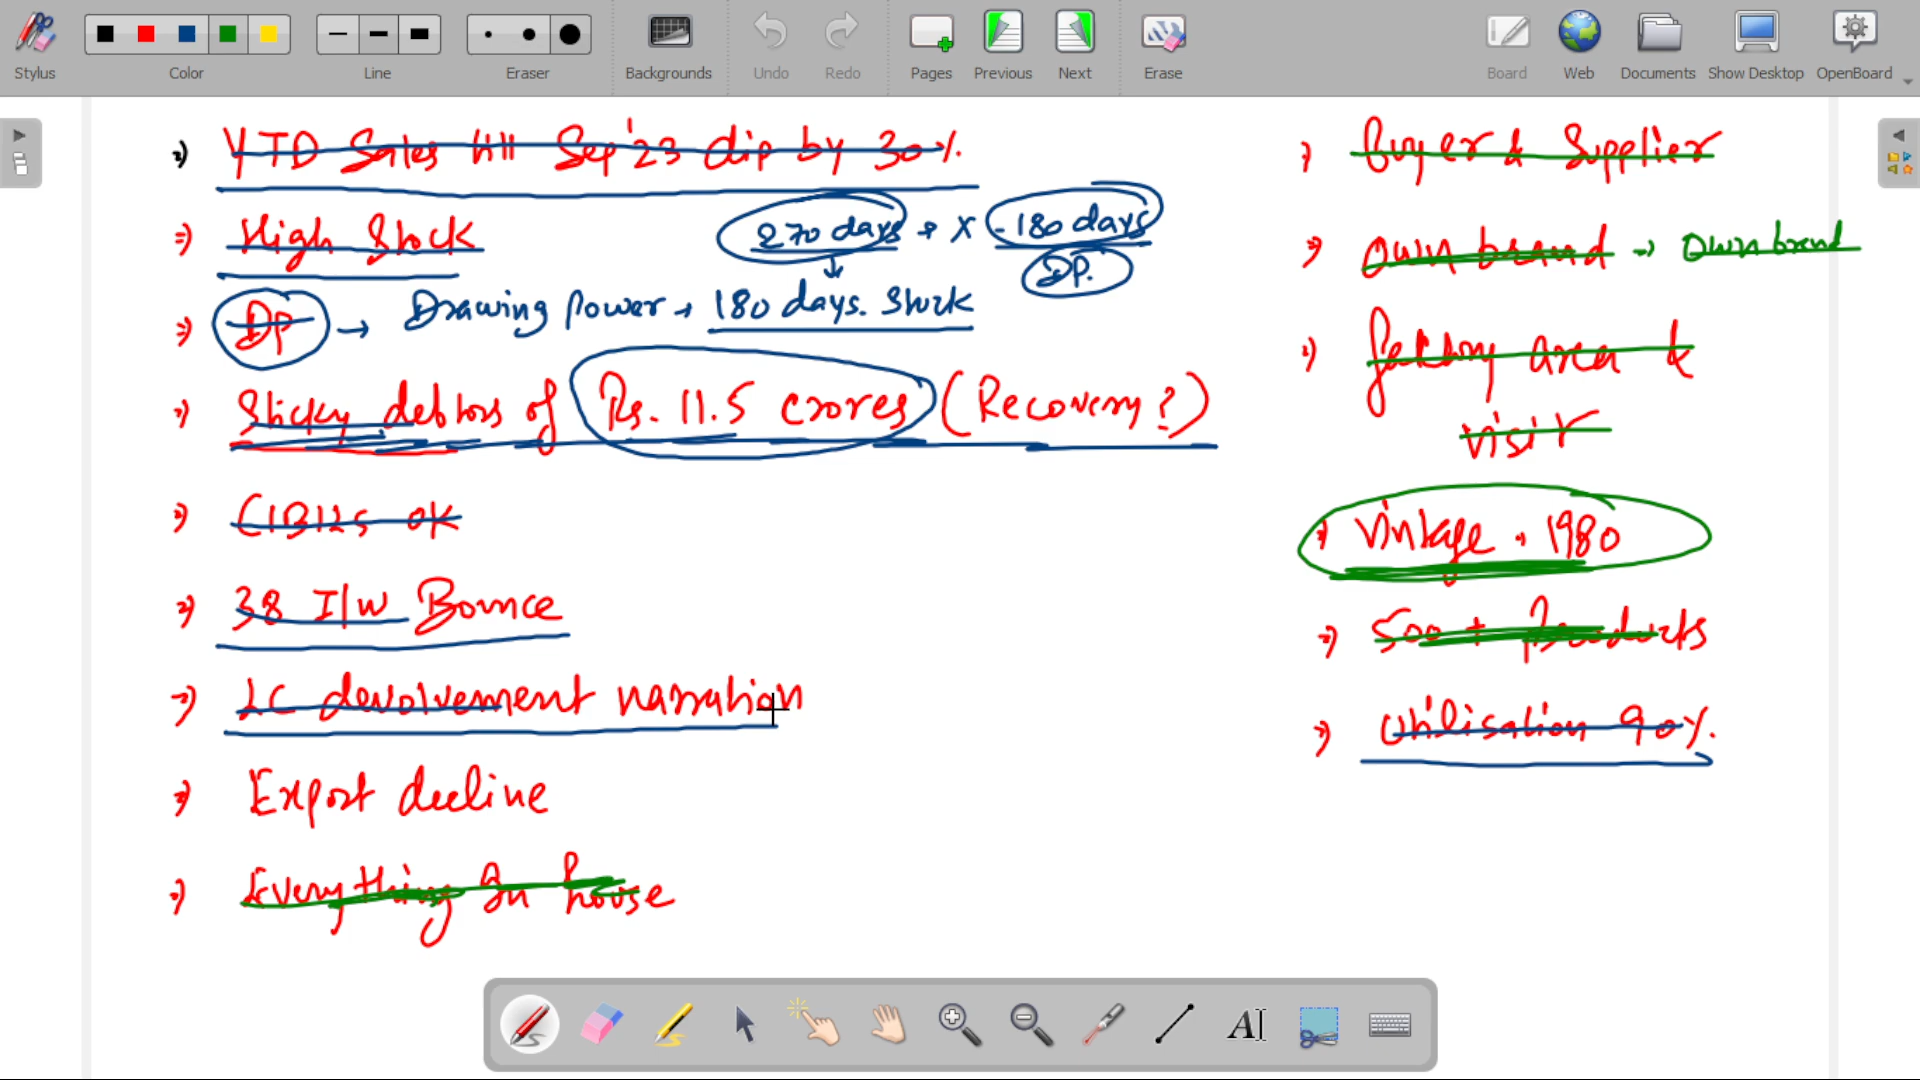 Stylus
Color
Line
Eraser
Backgrounds
Undo
Redo
Pages
Previous
Next
Erase
Board
Web
Documents
Show Desktop
OpenBoard
YTD Sales till Sep'23 dip by 30%.
High Stock
270 days → X - 180 days
DP.
DP → Drawing Power → 180 days. Stock
Sticky debtors of Rs. 11.5 crores (Recovery?)
CIBILs OK
38 I/W Bounce
LC devolvement narration
Export decline
Everything In house
Buyer & Supplier
Own brand → Own brand
Factory area &
visit
Vintage → 1980
500 + Products
Utilisation 90%.
AI